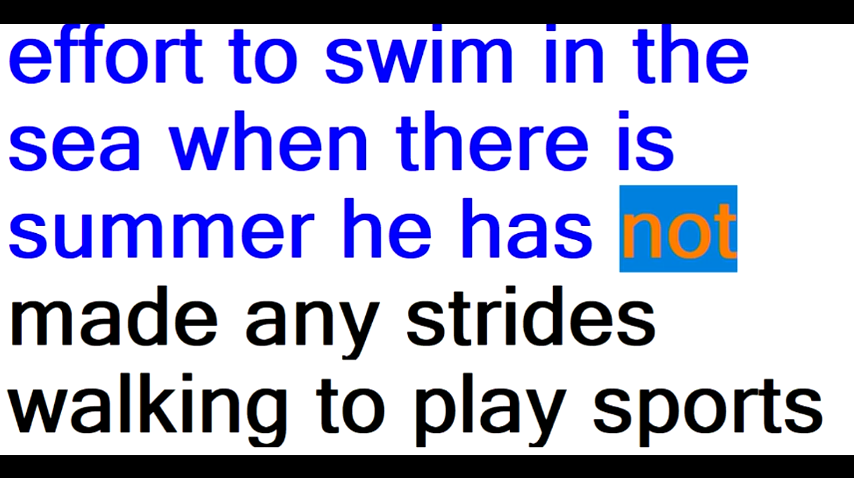 effort to swim in the
sea when there is
summer he has not
made any strides
walking to play sports